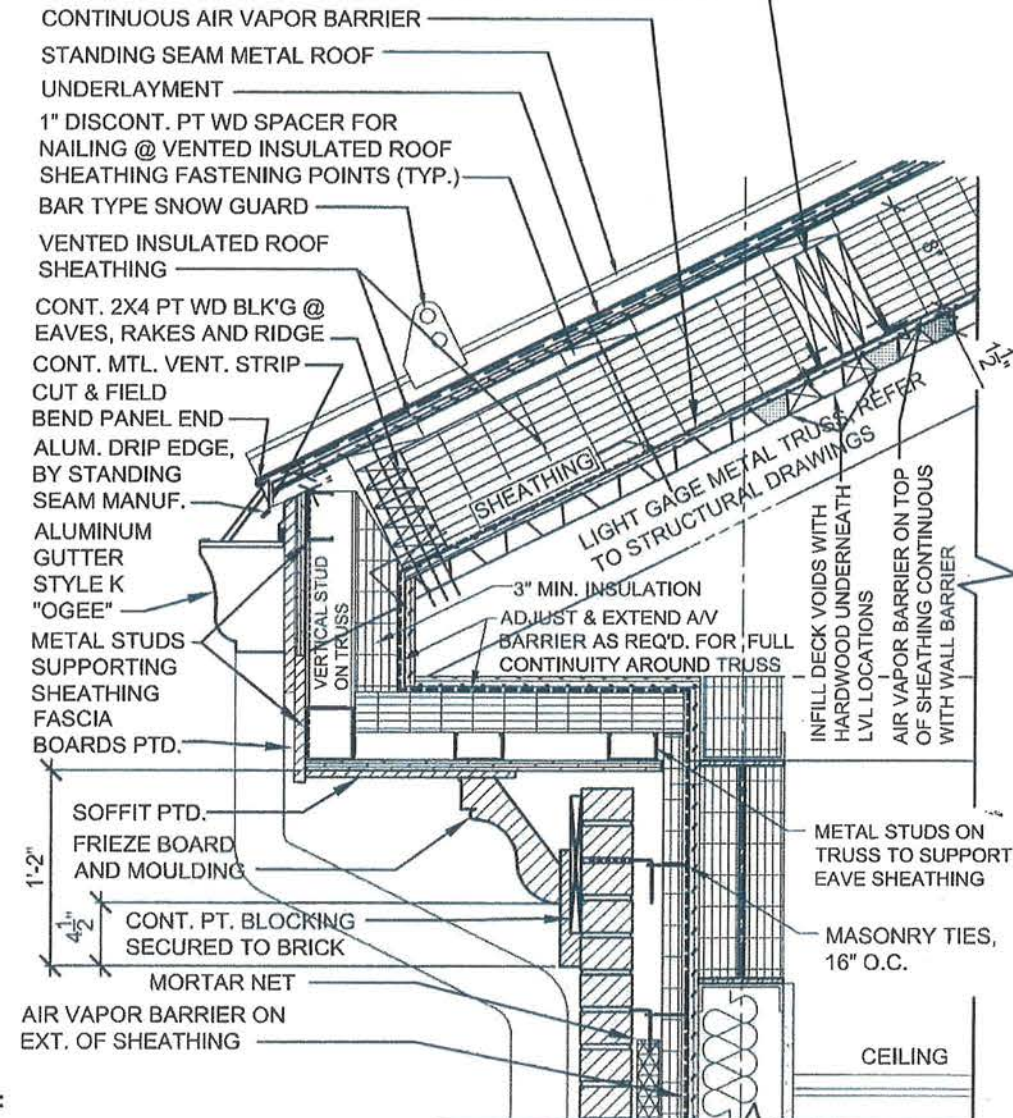 CONTINUOUS AIR VAPOR BARRIER
STANDING SEAM METAL ROOF
UNDERLAYMENT
1" DISCONT. PT WD SPACER FOR
NAILING @ VENTED INSULATED ROOF
SHEATHING FASTENING POINTS (TYP.)
BAR TYPE SNOW GUARD
VENTED INSULATED ROOF
SHEATHING
CONT. 2X4 PT WD BLK'G @
EAVES, RAKES AND RIDGE
CONT. MTL. VENT. STRIP
CUT & FIELD
BEND PANEL END
ALUM. DRIP EDGE,
BY STANDING
SEAM MANUF.
ALUMINUM
GUTTER
STYLE K
"OGEE"
METAL STUDS
SUPPORTING
SHEATHING
FASCIA
BOARDS PTD.
SOFFIT PTD.
FRIEZE BOARD
AND MOULDING
CONT. PT. BLOCKING
SECURED TO BRICK
MORTAR NET
AIR VAPOR BARRIER ON
EXT. OF SHEATHING
1'-2"
4 1/2"
VERTICAL STUD
ON TRUSS
SHEATHING
LIGHT GAGE METAL TRUSS, REFER
TO STRUCTURAL DRAWINGS
8"
1 1/2"
3" MIN. INSULATION
ADJUST & EXTEND A/V
BARRIER AS REQ'D. FOR FULL
CONTINUITY AROUND TRUSS
INFILL DECK VOIDS WITH
HARDWOOD UNDERNEATH
LVL LOCATIONS
AIR VAPOR BARRIER ON TOP
OF SHEATHING CONTINUOUS
WITH WALL BARRIER
METAL STUDS ON
TRUSS TO SUPPORT
EAVE SHEATHING
MASONRY TIES,
16" O.C.
CEILING